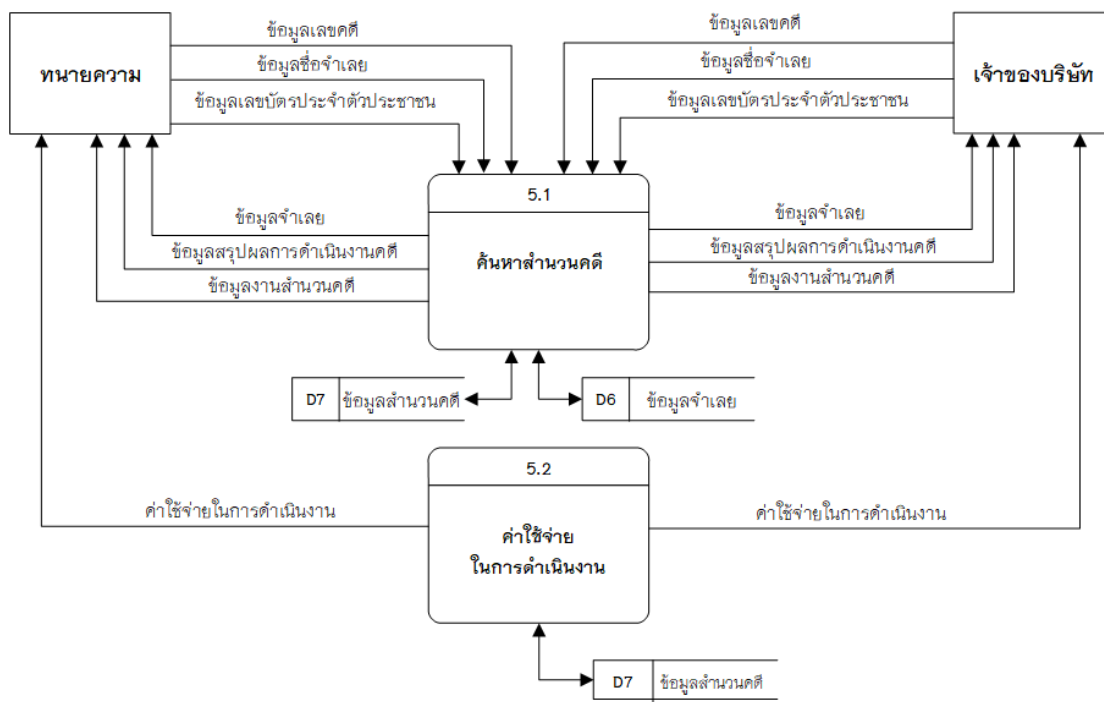 ทนายความ
ข้อมูลเลขคดี
ข้อมูลชื่อจำเลย
ข้อมูลเลขบัตรประจำตัวประชาชน
ข้อมูลเลขคดี
ข้อมูลชื่อจำเลย
ข้อมูลเลขบัตรประจำตัวประชาชน
เจ้าของบริษัท
5.1
ค้นหาสำนวนคดี
ข้อมูลจำเลย
ข้อมูลสรุปผลการดำเนินงานคดี
ข้อมูลงานสำนวนคดี
ข้อมูลจำเลย
ข้อมูลสรุปผลการดำเนินงานคดี
ข้อมูลงานสำนวนคดี
D7 ข้อมูลสำนวนคดี
D6 ข้อมูลจำเลย
5.2
ค่าใช้จ่าย
ในการดำเนินงาน
ค่าใช้จ่ายในการดำเนินงาน
ค่าใช้จ่ายในการดำเนินงาน
D7 ข้อมูลสำนวนคดี